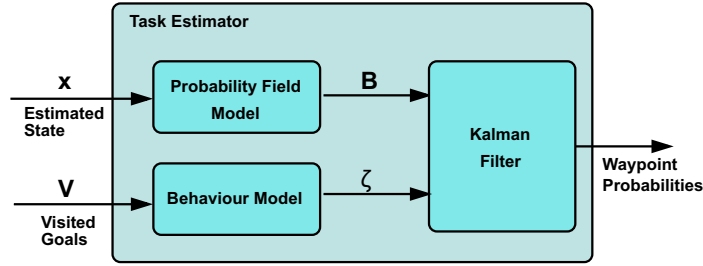 Task Estimator
x
Estimated
State
Probability Field
Model
B
V
Visited
Goals
Behaviour Model
ζ
Kalman
Filter
Waypoint
Probabilities